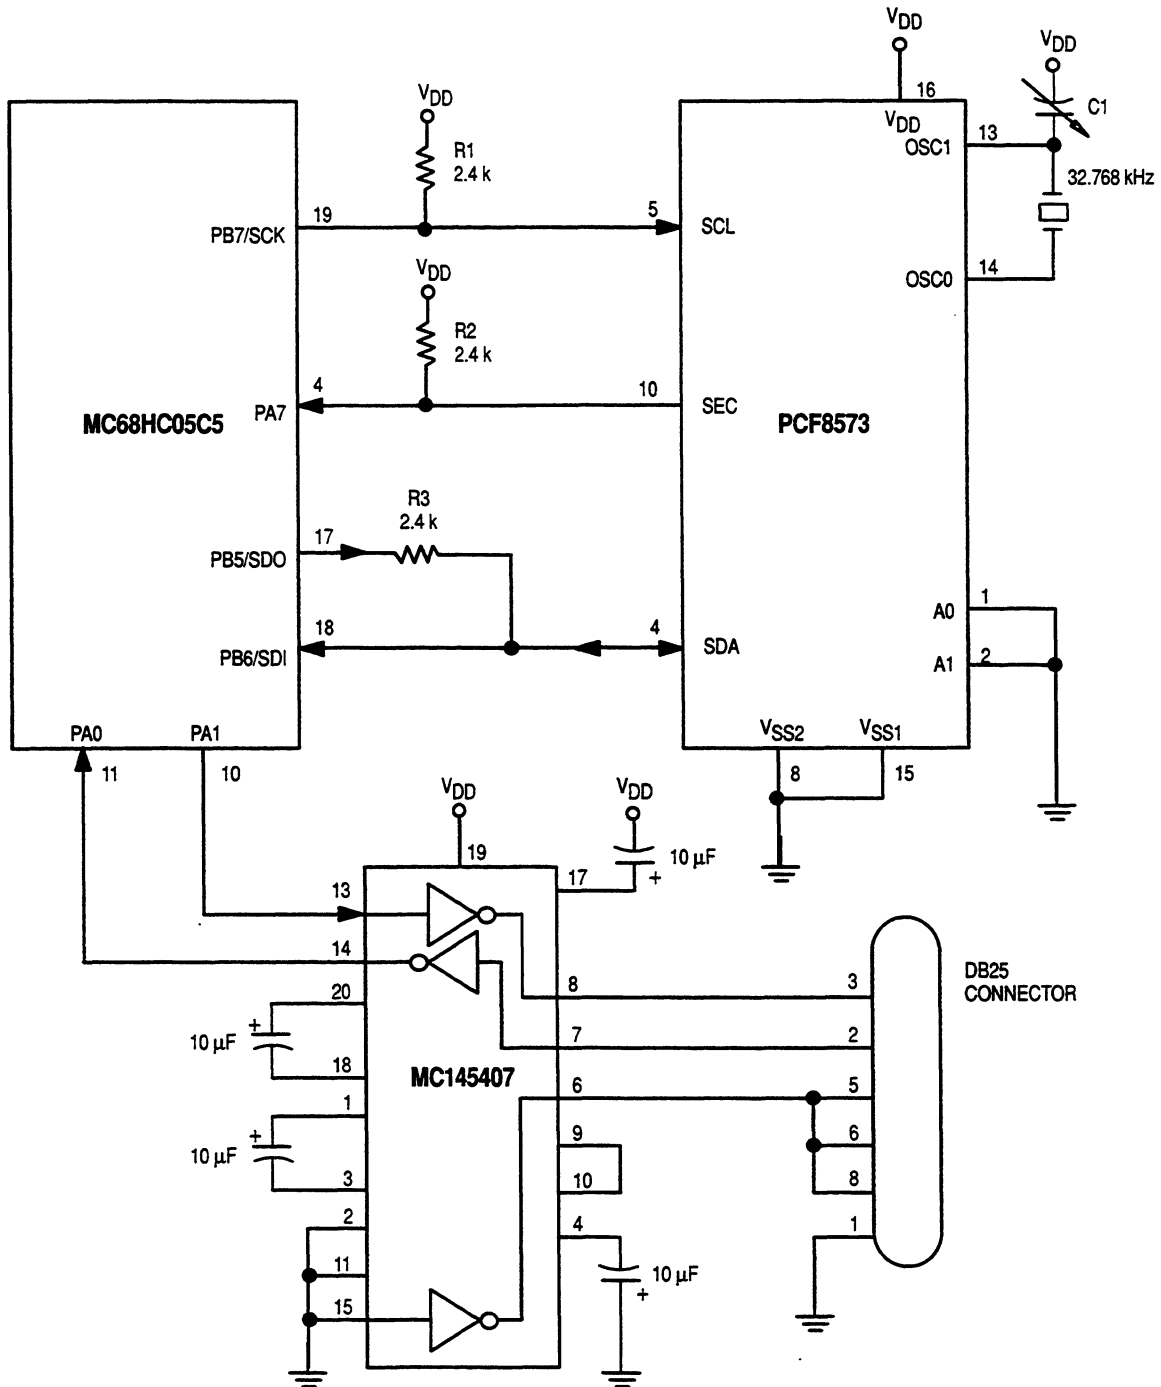 VDD
VDD
16
C1
VDD
VDD
13
OSC1
R1
2.4 k
32.768 kHz
19
5
PB7/SCK
SCL
VDD
14
OSC0
R2
2.4 k
4
10
PA7
SEC
MC68HC05C5
PCF8573
R3
2.4 k
17
PB5/SDO
1
A0
18
4
PB6/SDI
SDA
2
A1
PA0
PA1
VSS2
VSS1
11
10
8
15
VDD
VDD
19
10 µF
+
17
13
14
DB25
CONNECTOR
8
3
20
+
10 µF
7
2
18
MC145407
6
5
1
+
10 µF
9
6
3
10
8
2
4
1
11
10 µF
+
15